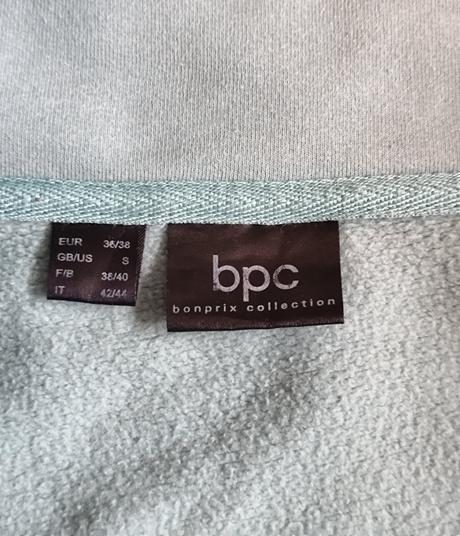 EUR 36/38
GB/US S
F/B 38/40
IT 42/44
bpc
bonprix collection